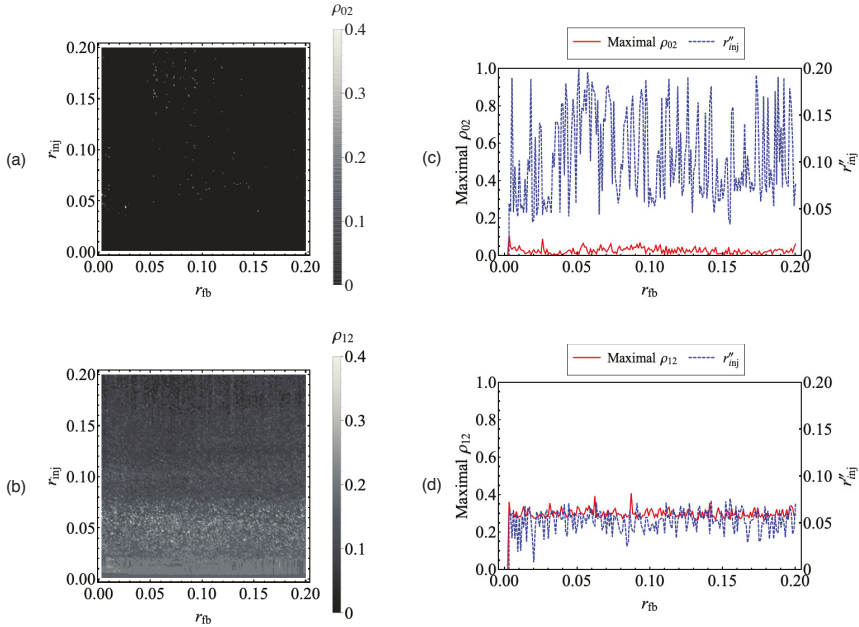 (a)
ρ02
0.4
0.3
0.2
0.1
0
rinj
0.20
0.15
0.10
0.05
0.00
0.00 0.05 0.10 0.15 0.20
rfb
(c)
Maximal ρ02 r″inj
Maximal ρ02
1.0
0.8
0.6
0.4
0.2
0.0
0.20
0.15
0.10
0.05
0
r″inj
0.00 0.05 0.10 0.15 0.20
rfb
(b)
ρ12
0.4
0.3
0.2
0.1
0
rinj
0.20
0.15
0.10
0.05
0.00
0.00 0.05 0.10 0.15 0.20
rfb
(d)
Maximal ρ12 r″inj
Maximal ρ12
1.0
0.8
0.6
0.4
0.2
0.0
0.20
0.15
0.10
0.05
0
r″inj
0.00 0.05 0.10 0.15 0.20
rfb